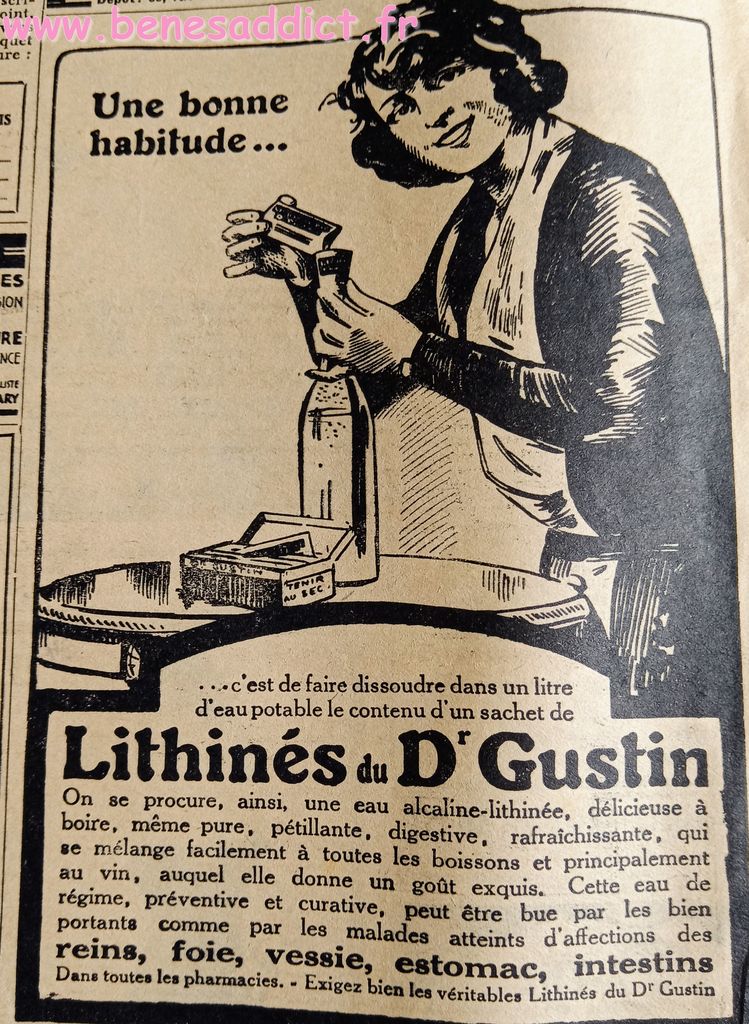 www.benesaddict.fr
Une bonne
habitude...
TENIR
AU SEC
...c'est de faire dissoudre dans un litre
d'eau potable le contenu d'un sachet de
Lithinés du Dr Gustin
On se procure, ainsi, une eau alcaline-lithinée, délicieuse à
boire, même pure, pétillante, digestive, rafraîchissante, qui
se mélange facilement à toutes les boissons et principalement
au vin, auquel elle donne un goût exquis. Cette eau de
régime, préventive et curative, peut être bue par les bien
portants comme par les malades atteints d'affections des
reins, foie, vessie, estomac, intestins
Dans toutes les pharmacies. - Exigez bien les véritables Lithinés du Dr Gustin